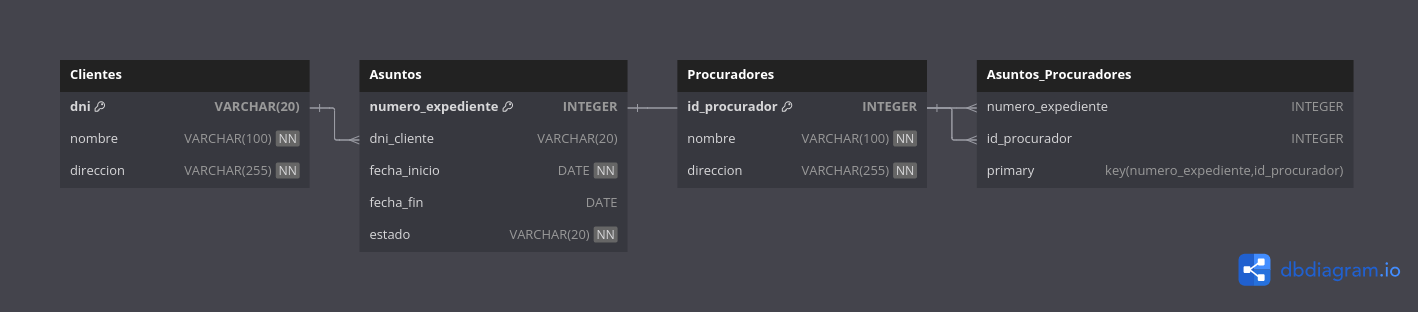 Clientes
dni VARCHAR(20)
nombre VARCHAR(100) NN
direccion VARCHAR(255) NN
Asuntos
numero_expediente INTEGER
dni_cliente VARCHAR(20)
fecha_inicio DATE NN
fecha_fin DATE
estado VARCHAR(20) NN
Procuradores
id_procurador INTEGER
nombre VARCHAR(100) NN
direccion VARCHAR(255) NN
Asuntos_Procuradores
numero_expediente INTEGER
id_procurador INTEGER
primary key(numero_expediente,id_procurador)
dbdiagram.io